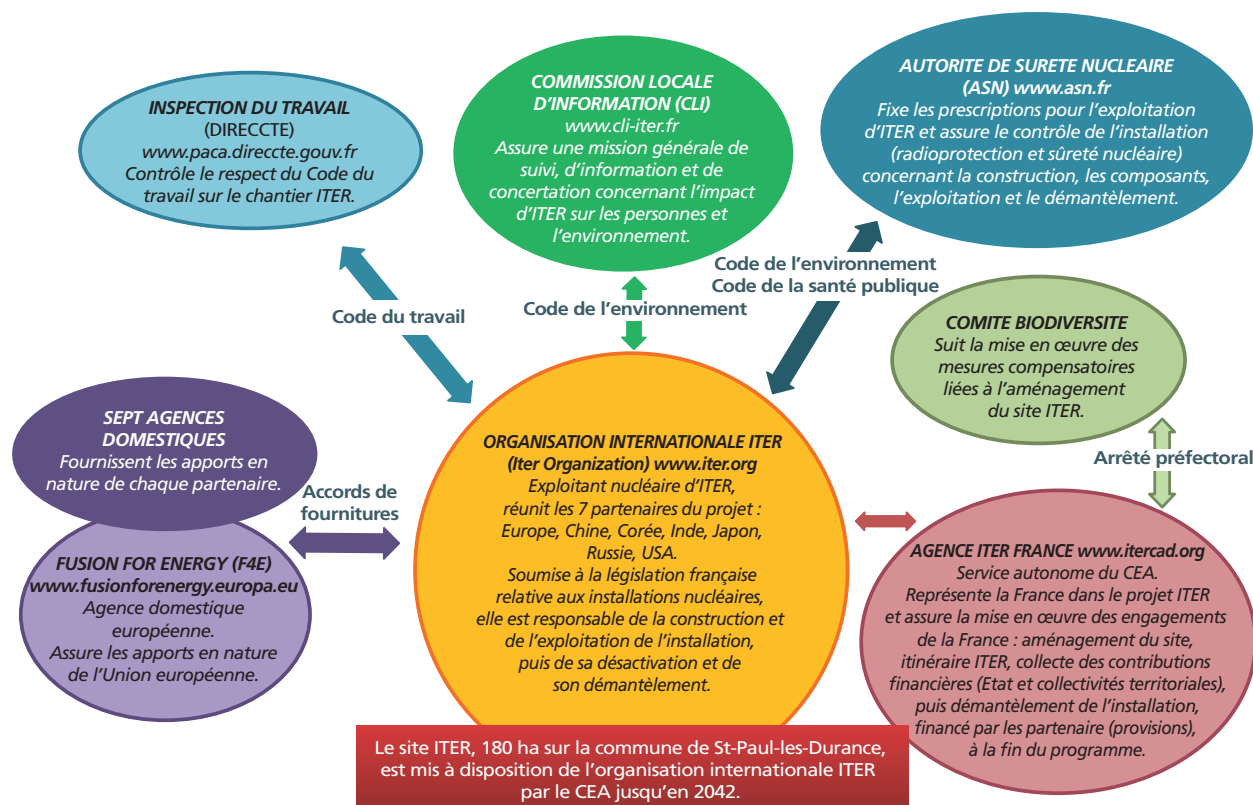 INSPECTION DU TRAVAIL
(DIRECCTE)
www.paca.direccte.gouv.fr
Contrôle le respect du Code du
travail sur le chantier ITER.
COMMISSION LOCALE
D'INFORMATION (CLI)
www.cli-iter.fr
Assure une mission générale de
suivi, d'information et de
concertation concernant l'impact
d'ITER sur les personnes et
l'environnement.
AUTORITE DE SURETE NUCLEAIRE
(ASN) www.asn.fr
Fixe les prescriptions pour l'exploitation
d'ITER et assure le contrôle de l'installation
(radioprotection et sûreté nucléaire)
concernant la construction, les composants,
l'exploitation et le démantèlement.
Code du travail
Code de l'environnement
Code de l'environnement
Code de la santé publique
COMITE BIODIVERSITE
Suit la mise en œuvre des
mesures compensatoires
liées à l'aménagement
du site ITER.
Arrêté préfectoral
SEPT AGENCES
DOMESTIQUES
Fournissent les apports en
nature de chaque partenaire.
Accords de
fournitures
FUSION FOR ENERGY (F4E)
www.fusionforenergy.europa.eu
Agence domestique
européenne.
Assure les apports en nature
de l'Union européenne.
ORGANISATION INTERNATIONALE ITER
(Iter Organization) www.iter.org
Exploitant nucléaire d'ITER,
réunit les 7 partenaires du projet :
Europe, Chine, Corée, Inde, Japon,
Russie, USA.
Soumise à la législation française
relative aux installations nucléaires,
elle est responsable de la construction et
de l'exploitation de l'installation,
puis de sa désactivation et de
son démantèlement.
AGENCE ITER FRANCE www.itercad.org
Service autonome du CEA.
Représente la France dans le projet ITER
et assure la mise en œuvre des engagements
de la France : aménagement du site,
itinéraire ITER, collecte des contributions
financières (Etat et collectivités territoriales),
puis démantèlement de l'installation,
financé par les partenaire (provisions),
à la fin du programme.
Le site ITER, 180 ha sur la commune de St-Paul-les-Durance,
est mis à disposition de l'organisation internationale ITER
par le CEA jusqu'en 2042.